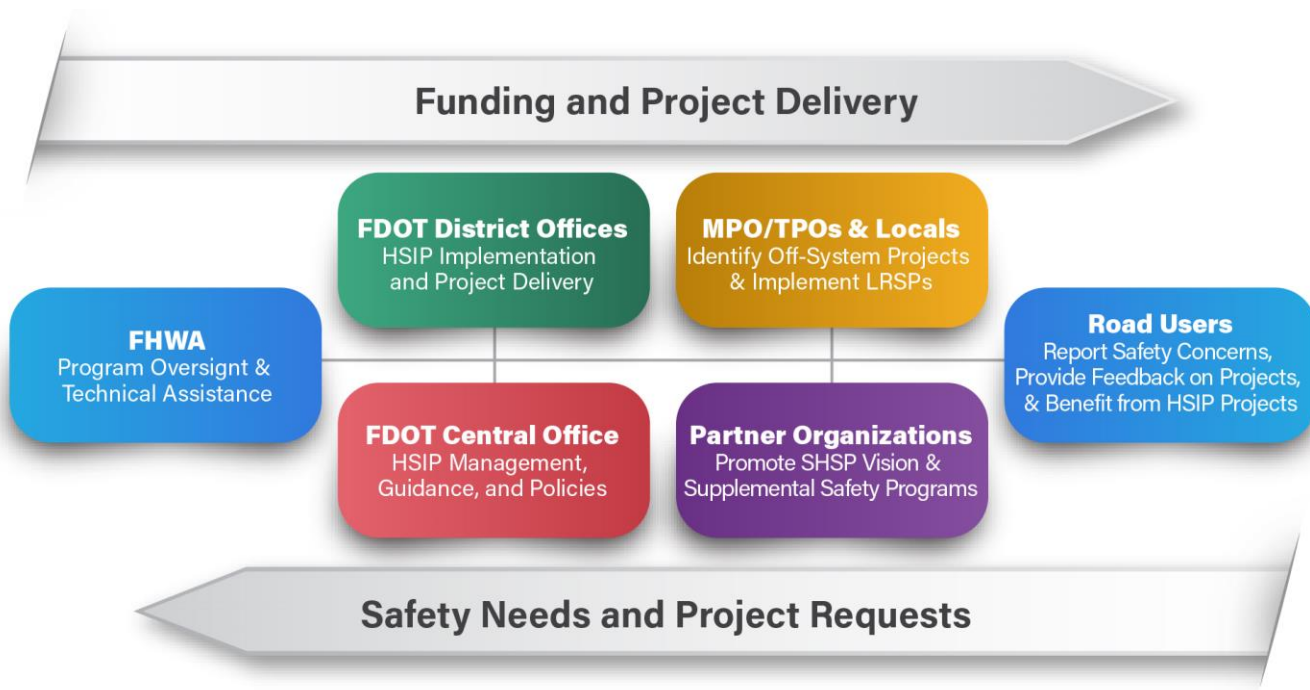 Funding and Project Delivery
FDOT District Offices
HSIP Implementation
and Project Delivery
MPO/TPOs & Locals
Identify Off-System Projects
& Implement LRSPs
FHWA
Program Oversignt &
Technical Assistance
Road Users
Report Safety Concerns,
Provide Feedback on Projects,
& Benefit from HSIP Projects
FDOT Central Office
HSIP Management,
Guidance, and Policies
Partner Organizations
Promote SHSP Vision &
Supplemental Safety Programs
Safety Needs and Project Requests